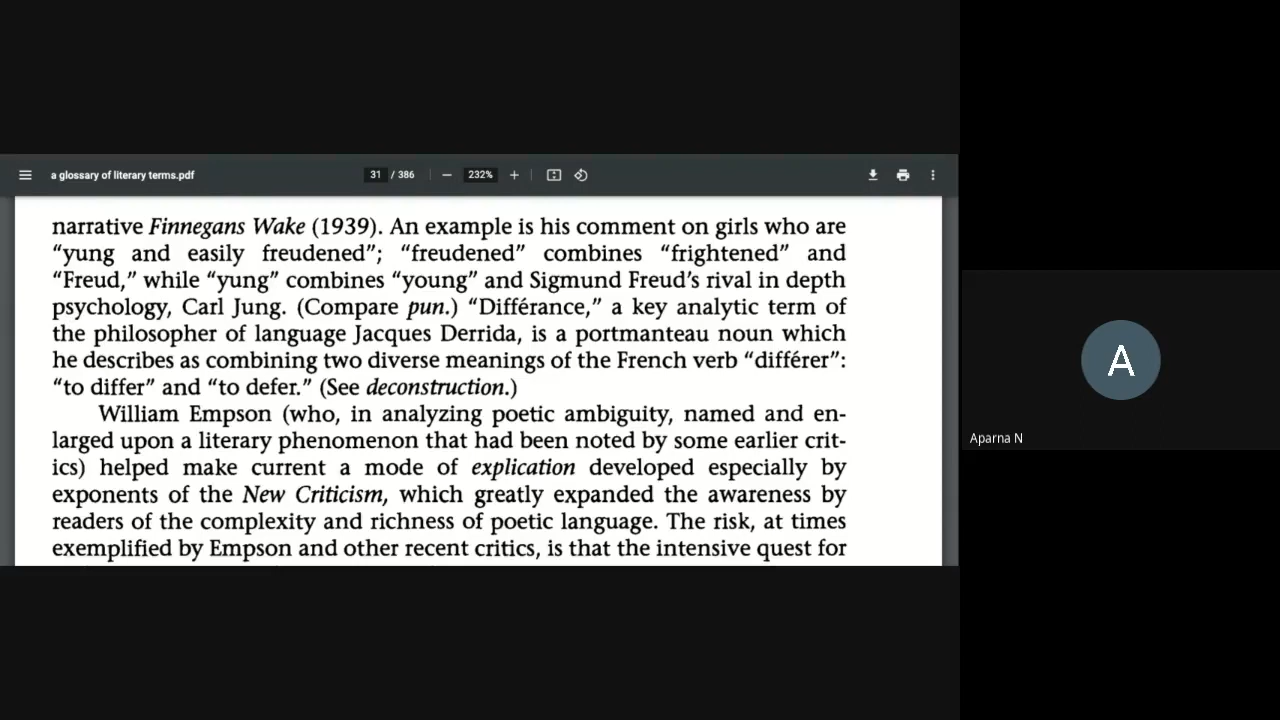 a glossary of literary terms.pdf
31 / 386
232%
narrative Finnegans Wake (1939). An example is his comment on girls who are
“yung and easily freudened”; “freudened” combines “frightened” and
“Freud,” while “yung” combines “young” and Sigmund Freud’s rival in depth
psychology, Carl Jung. (Compare pun.) “Différance,” a key analytic term of
the philosopher of language Jacques Derrida, is a portmanteau noun which
he describes as combining two diverse meanings of the French verb “différer”:
“to differ” and “to defer.” (See deconstruction.)
William Empson (who, in analyzing poetic ambiguity, named and en-
larged upon a literary phenomenon that had been noted by some earlier crit-
ics) helped make current a mode of explication developed especially by
exponents of the New Criticism, which greatly expanded the awareness by
readers of the complexity and richness of poetic language. The risk, at times
exemplified by Empson and other recent critics, is that the intensive quest for
A
Aparna N